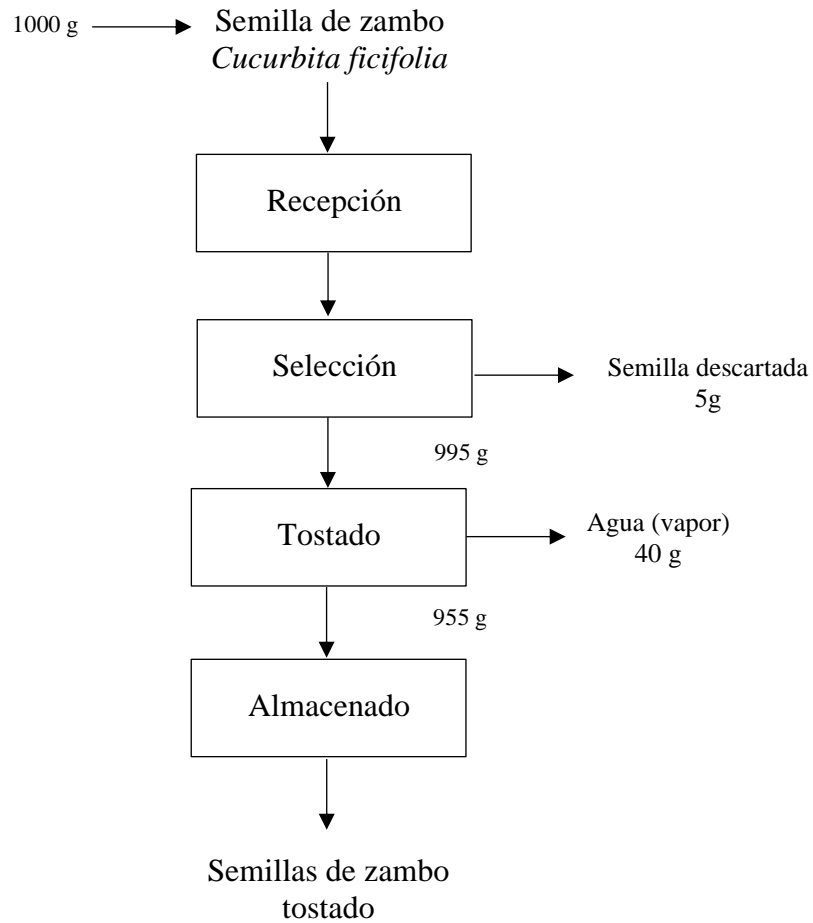 1000 g
Semilla de zambo
Cucurbita ficifolia
Recepción
Selección
Semilla descartada
5g
995 g
Tostado
Agua (vapor)
40 g
955 g
Almacenado
Semillas de zambo
tostado